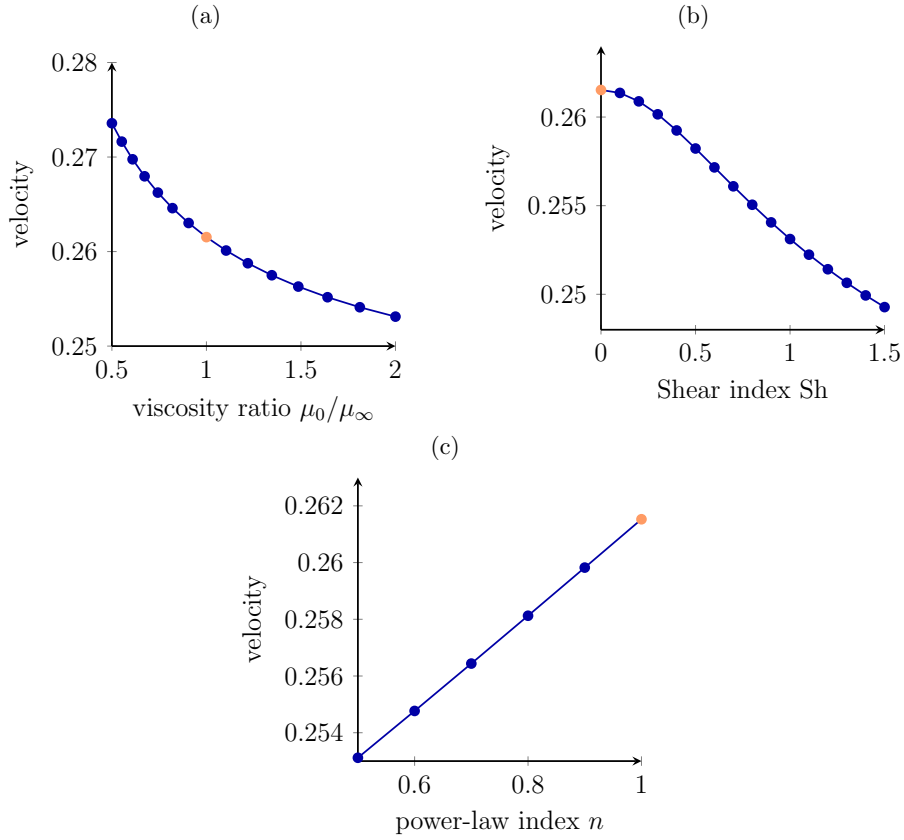 (a)
0.28
0.27
0.26
0.25
velocity
0.5
1
1.5
2
viscosity ratio μ₀/μ∞
(b)
0.26
0.255
0.25
velocity
0
0.5
1.0
1.5
Shear index Sh
(c)
0.262
0.26
0.258
0.256
0.254
velocity
0.6
0.8
1
power-law index n